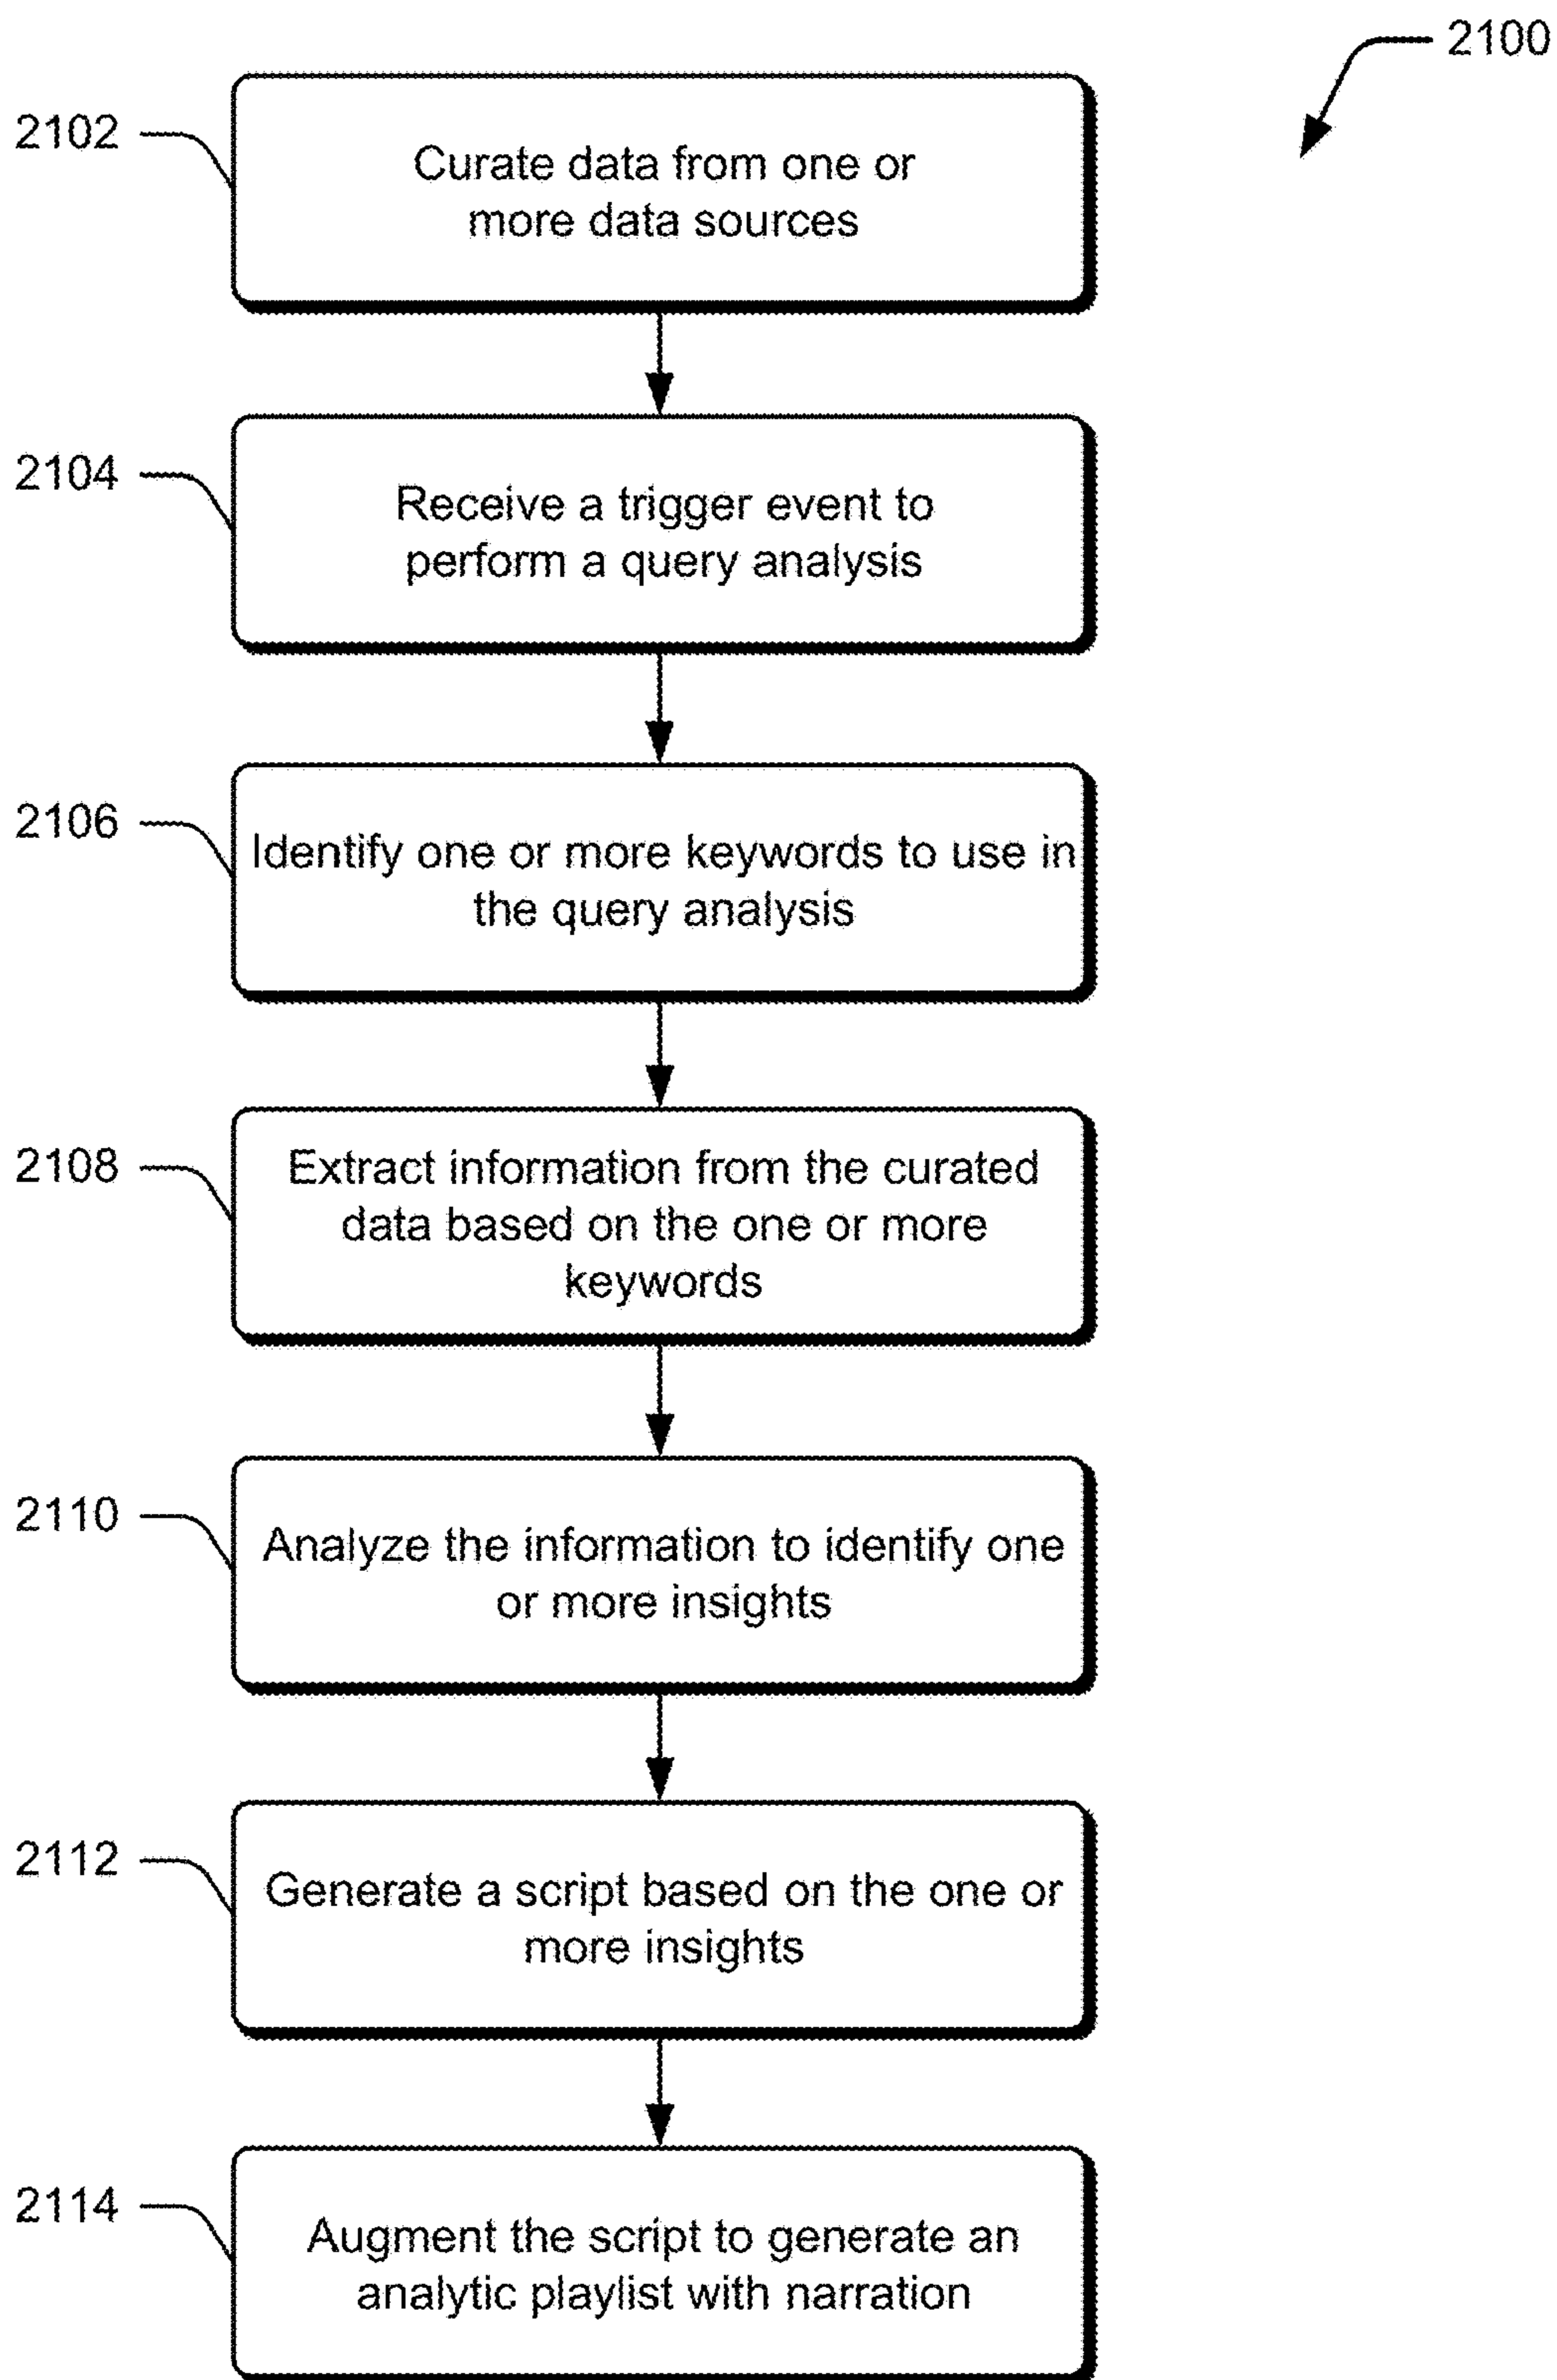 2100
2102
Curate data from one or
more data sources
2104
Receive a trigger event to
perform a query analysis
2106
Identify one or more keywords to use in
the query analysis
2108
Extract information from the curated
data based on the one or more
keywords
2110
Analyze the information to identify one
or more insights
2112
Generate a script based on the one or
more insights
2114
Augment the script to generate an
analytic playlist with narration